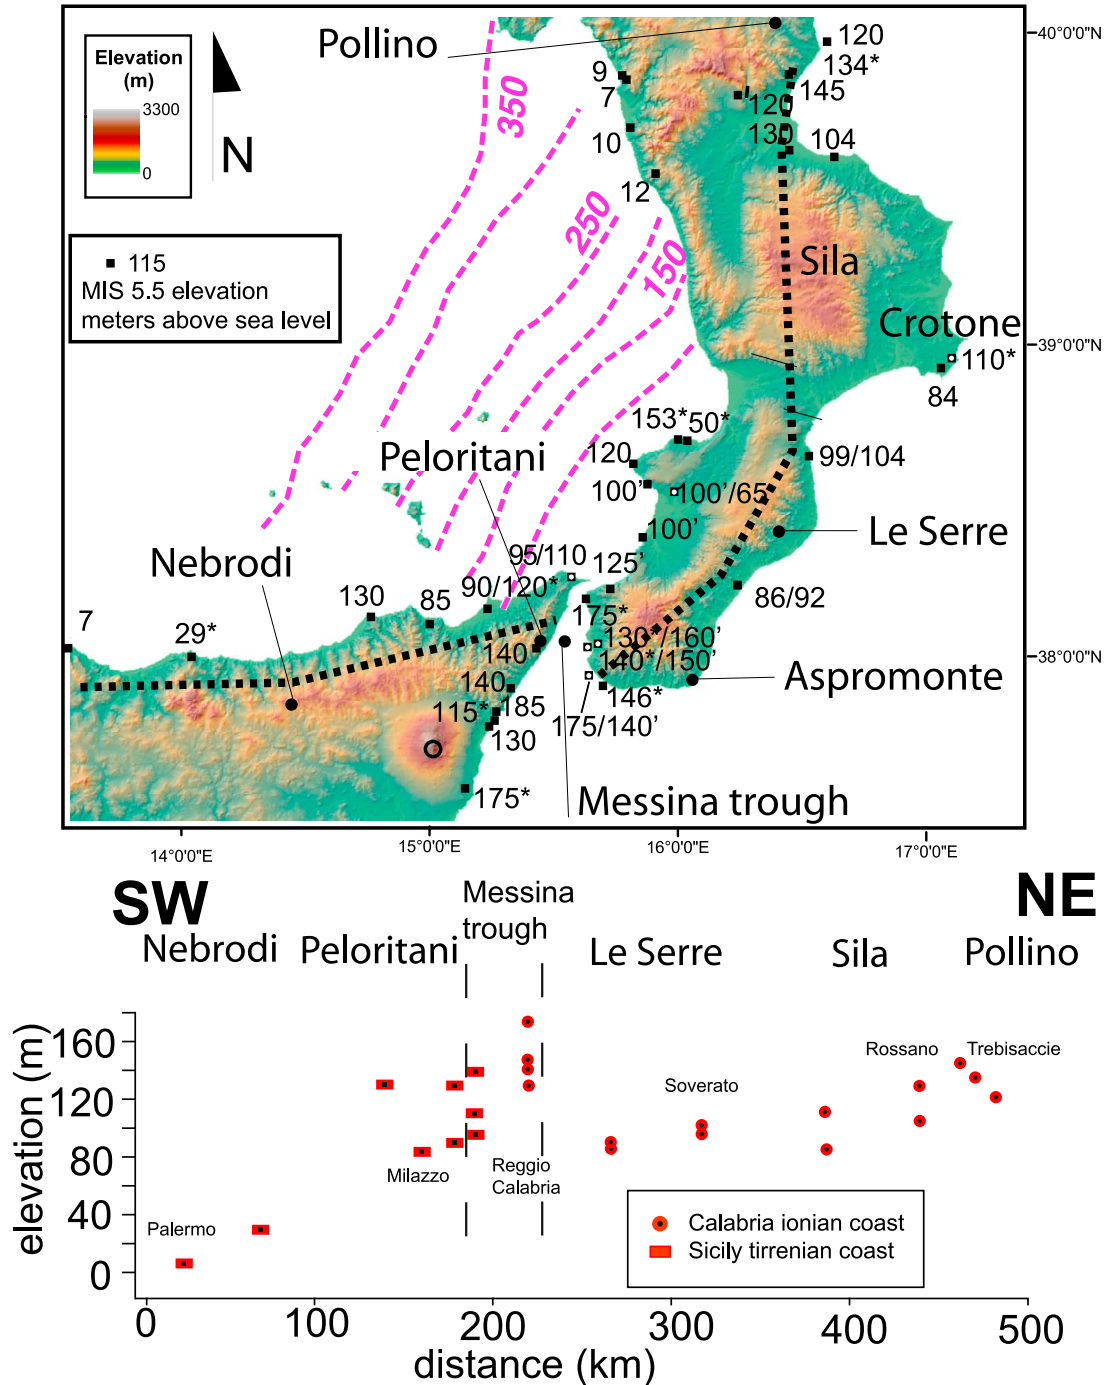 Elevation
(m)
3300
0
N
115
MIS 5.5 elevation
meters above sea level
350
250
150
Pollino
9
7
10
12
120
134*
145
120
130
104
Sila
Crotone
110*
84
40°0'0"N
39°0'0"N
38°0'0"N
153*
50*
120
100’
100’/65
100’
99/104
Le Serre
Peloritani
95/110
125’
90/120*
Nebrodi
130
85
7
29*
175*
86/92
130*/160’
140*/150’
140
140
Aspromonte
146*
115*
185
130
175/140’
175*
Messina trough
14°0'0"E
15°0'0"E
16°0'0"E
17°0'0"E
SW
NE
Messina
trough
Nebrodi
Peloritani
Le Serre
Sila
Pollino
elevation (m)
160
120
80
40
0
Rossano
Trebisaccie
Soverato
Milazzo
Reggio
Calabria
Palermo
Calabria ionian coast
Sicily tirrenian coast
0
100
200
300
400
500
distance (km)